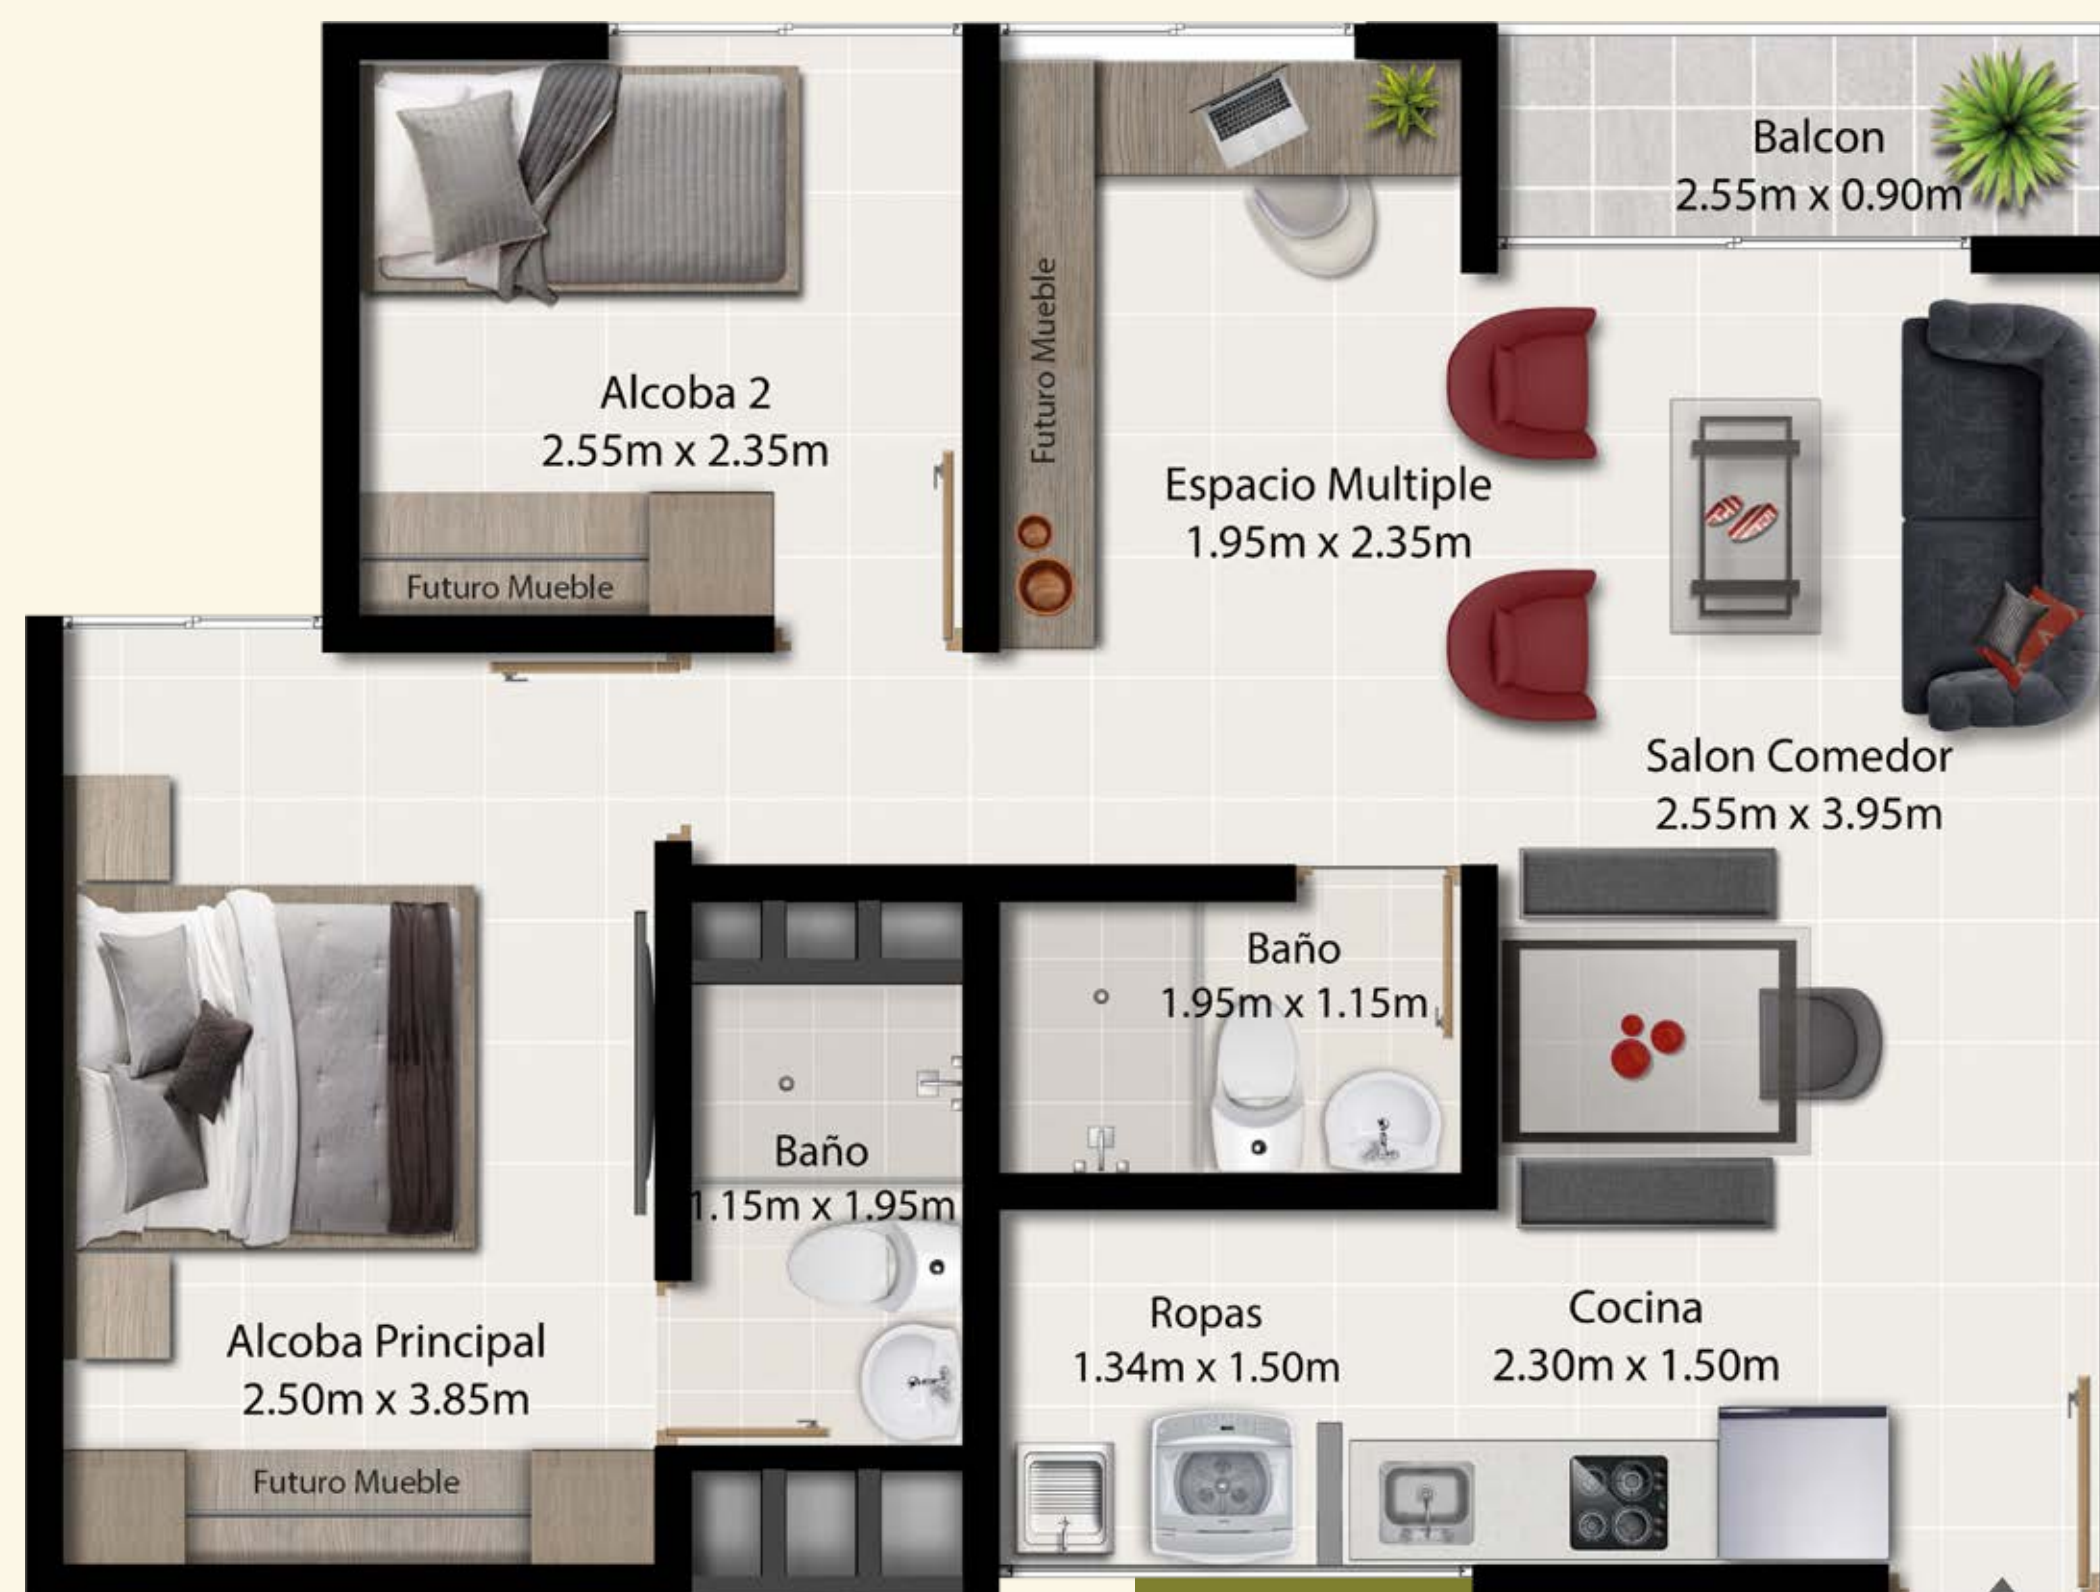 Balcon
2.55m x 0.90m
Alcoba 2
2.55m x 2.35m
Futuro Mueble
Futuro Mueble
Espacio Multiple
1.95m x 2.35m
Salon Comedor
2.55m x 3.95m
Baño
1.95m x 1.15m
Baño
1.15m x 1.95m
Ropas
1.34m x 1.50m
Cocina
2.30m x 1.50m
Alcoba Principal
2.50m x 3.85m
Futuro Mueble